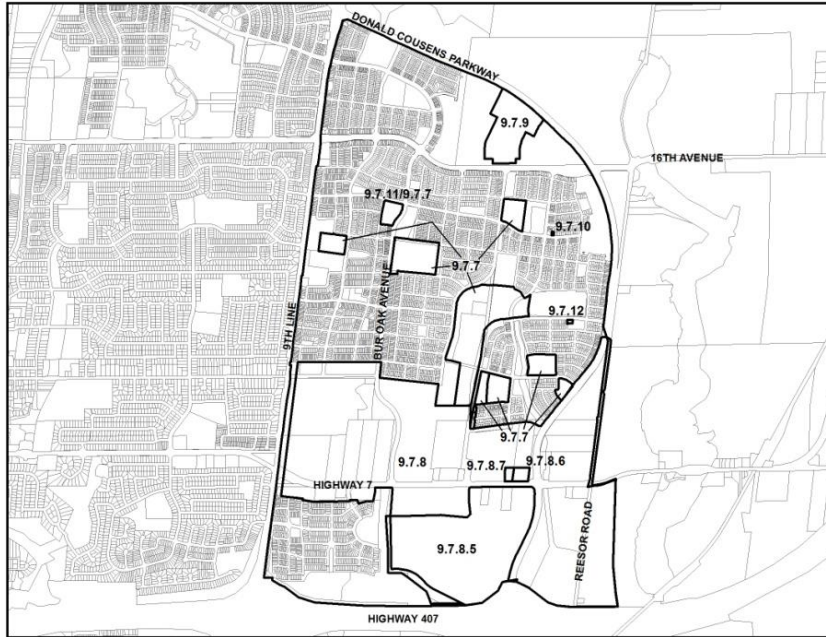 DONALD COUSENS PARKWAY
9.7.9
16TH AVENUE
9.7.11/9.7.7
9.7.10
9.7.7
BUR OAK AVENUE
9TH LINE
9.7.12
9.7.7
9.7.8
9.7.8.7
9.7.8.6
HIGHWAY 7
REESOR ROAD
9.7.8.5
HIGHWAY 407